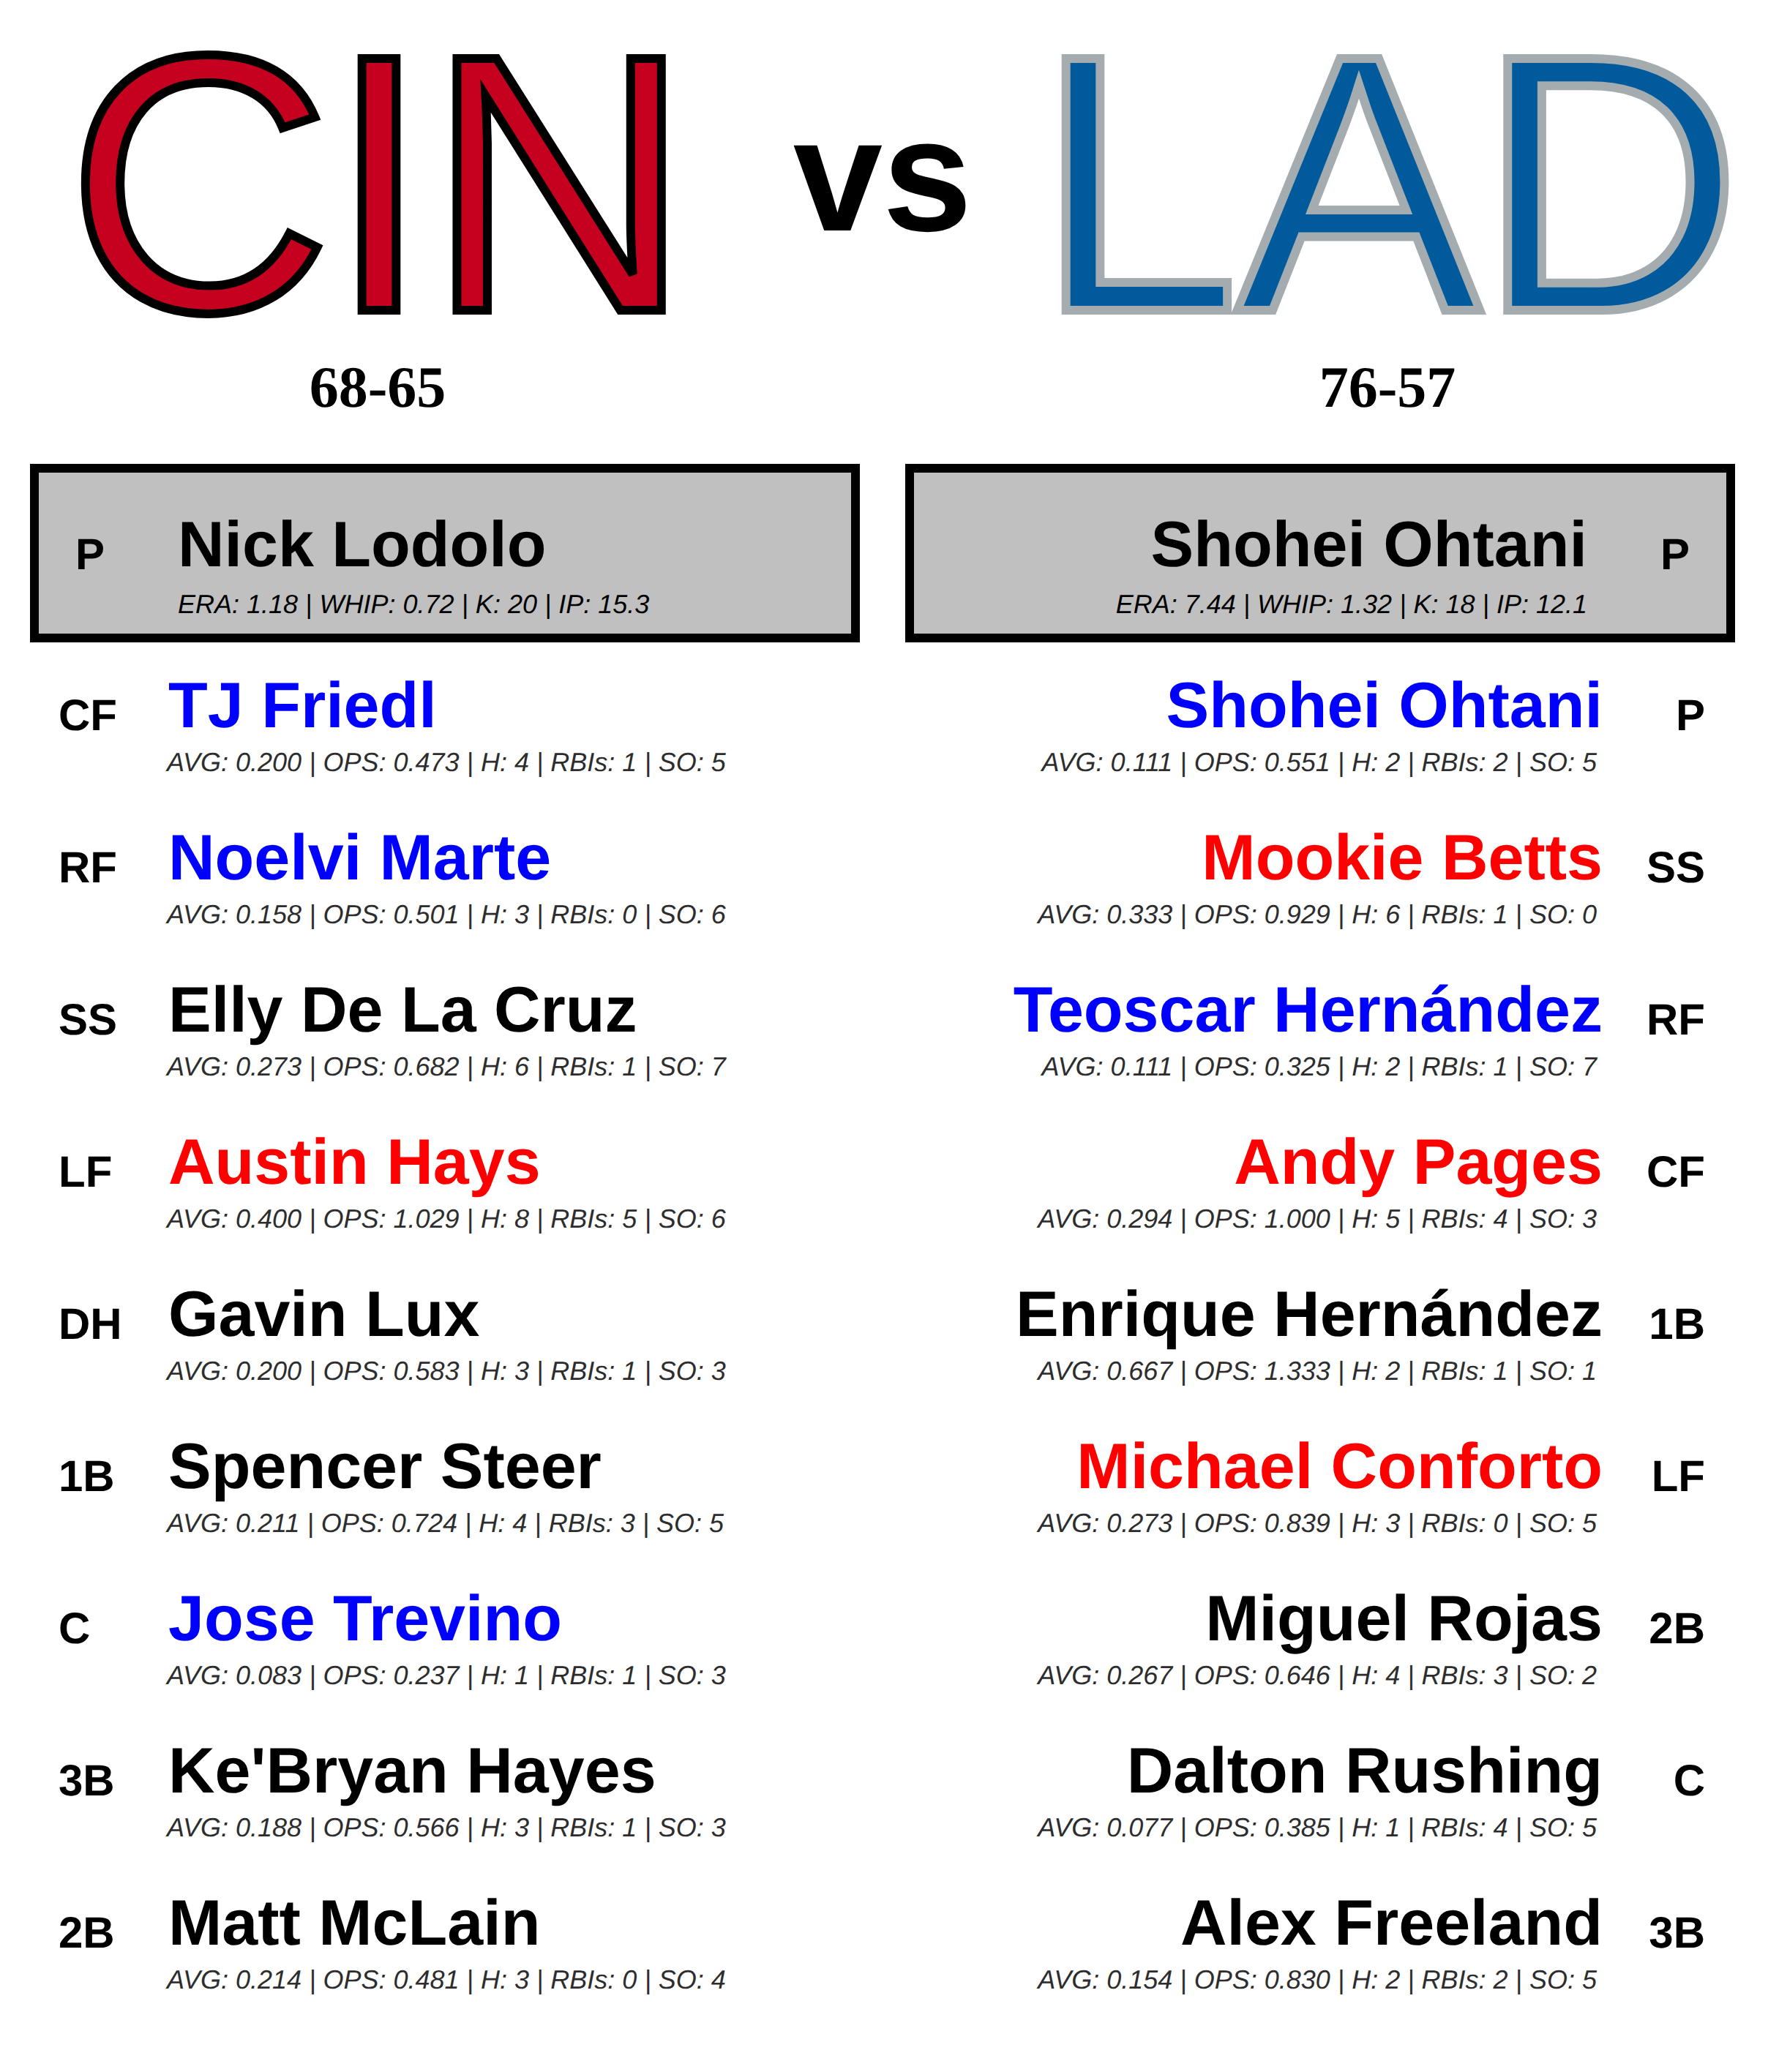 CIN vs LAD
68-65 76-57
P Nick Lodolo
ERA: 1.18 | WHIP: 0.72 | K: 20 | IP: 15.3
Shohei Ohtani P
ERA: 7.44 | WHIP: 1.32 | K: 18 | IP: 12.1
CF TJ Friedl
AVG: 0.200 | OPS: 0.473 | H: 4 | RBIs: 1 | SO: 5
RF Noelvi Marte
AVG: 0.158 | OPS: 0.501 | H: 3 | RBIs: 0 | SO: 6
SS Elly De La Cruz
AVG: 0.273 | OPS: 0.682 | H: 6 | RBIs: 1 | SO: 7
LF Austin Hays
AVG: 0.400 | OPS: 1.029 | H: 8 | RBIs: 5 | SO: 6
DH Gavin Lux
AVG: 0.200 | OPS: 0.583 | H: 3 | RBIs: 1 | SO: 3
1B Spencer Steer
AVG: 0.211 | OPS: 0.724 | H: 4 | RBIs: 3 | SO: 5
C Jose Trevino
AVG: 0.083 | OPS: 0.237 | H: 1 | RBIs: 1 | SO: 3
3B Ke'Bryan Hayes
AVG: 0.188 | OPS: 0.566 | H: 3 | RBIs: 1 | SO: 3
2B Matt McLain
AVG: 0.214 | OPS: 0.481 | H: 3 | RBIs: 0 | SO: 4
Shohei Ohtani P
AVG: 0.111 | OPS: 0.551 | H: 2 | RBIs: 2 | SO: 5
Mookie Betts SS
AVG: 0.333 | OPS: 0.929 | H: 6 | RBIs: 1 | SO: 0
Teoscar Hernández RF
AVG: 0.111 | OPS: 0.325 | H: 2 | RBIs: 1 | SO: 7
Andy Pages CF
AVG: 0.294 | OPS: 1.000 | H: 5 | RBIs: 4 | SO: 3
Enrique Hernández 1B
AVG: 0.667 | OPS: 1.333 | H: 2 | RBIs: 1 | SO: 1
Michael Conforto LF
AVG: 0.273 | OPS: 0.839 | H: 3 | RBIs: 0 | SO: 5
Miguel Rojas 2B
AVG: 0.267 | OPS: 0.646 | H: 4 | RBIs: 3 | SO: 2
Dalton Rushing C
AVG: 0.077 | OPS: 0.385 | H: 1 | RBIs: 4 | SO: 5
Alex Freeland 3B
AVG: 0.154 | OPS: 0.830 | H: 2 | RBIs: 2 | SO: 5